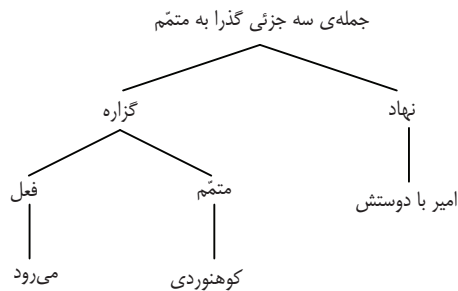 جمله‌ی سه جزئی گذرا به متمّم
نهاد
گزاره
متمّم
فعل
امیر با دوستش
کوهنوردی
می‌رود